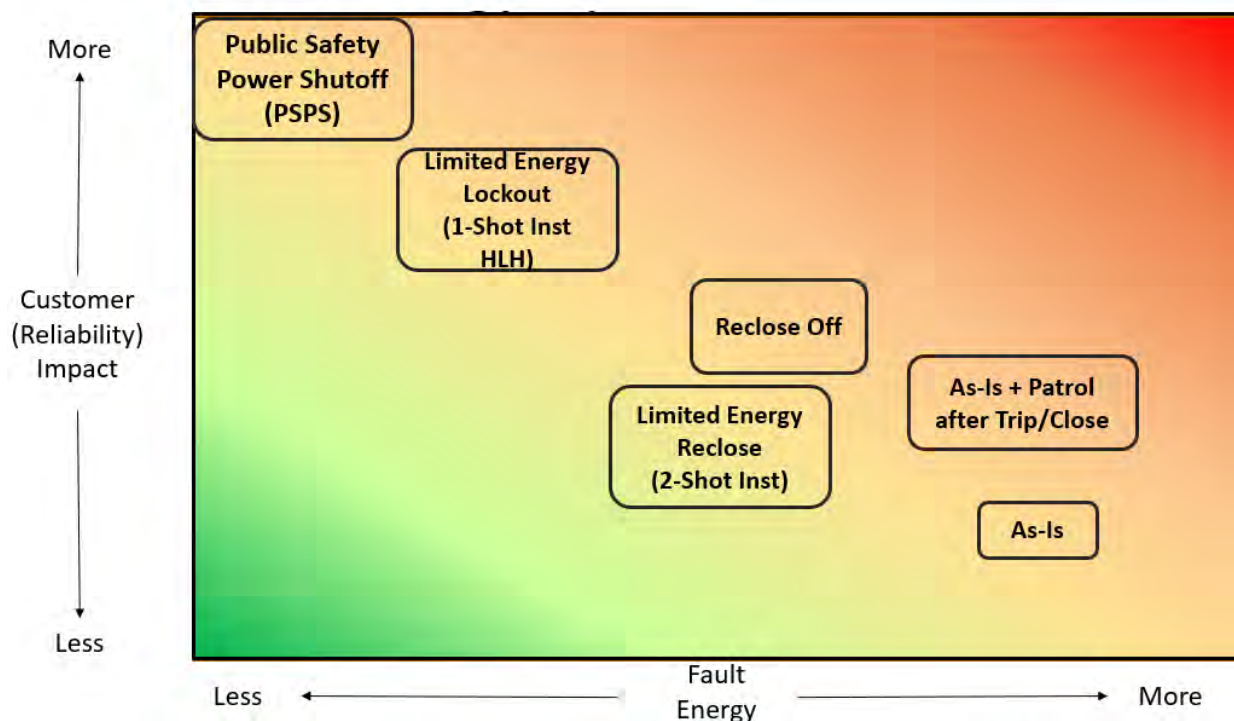 More
Public Safety
Power Shutoff
(PSPS)
Limited Energy
Lockout
(1-Shot Inst
HLH)
Customer
(Reliability)
Impact
Reclose Off
As-Is + Patrol
after Trip/Close
Limited Energy
Reclose
(2-Shot Inst)
As-Is
Less
Less
Fault
Energy
More